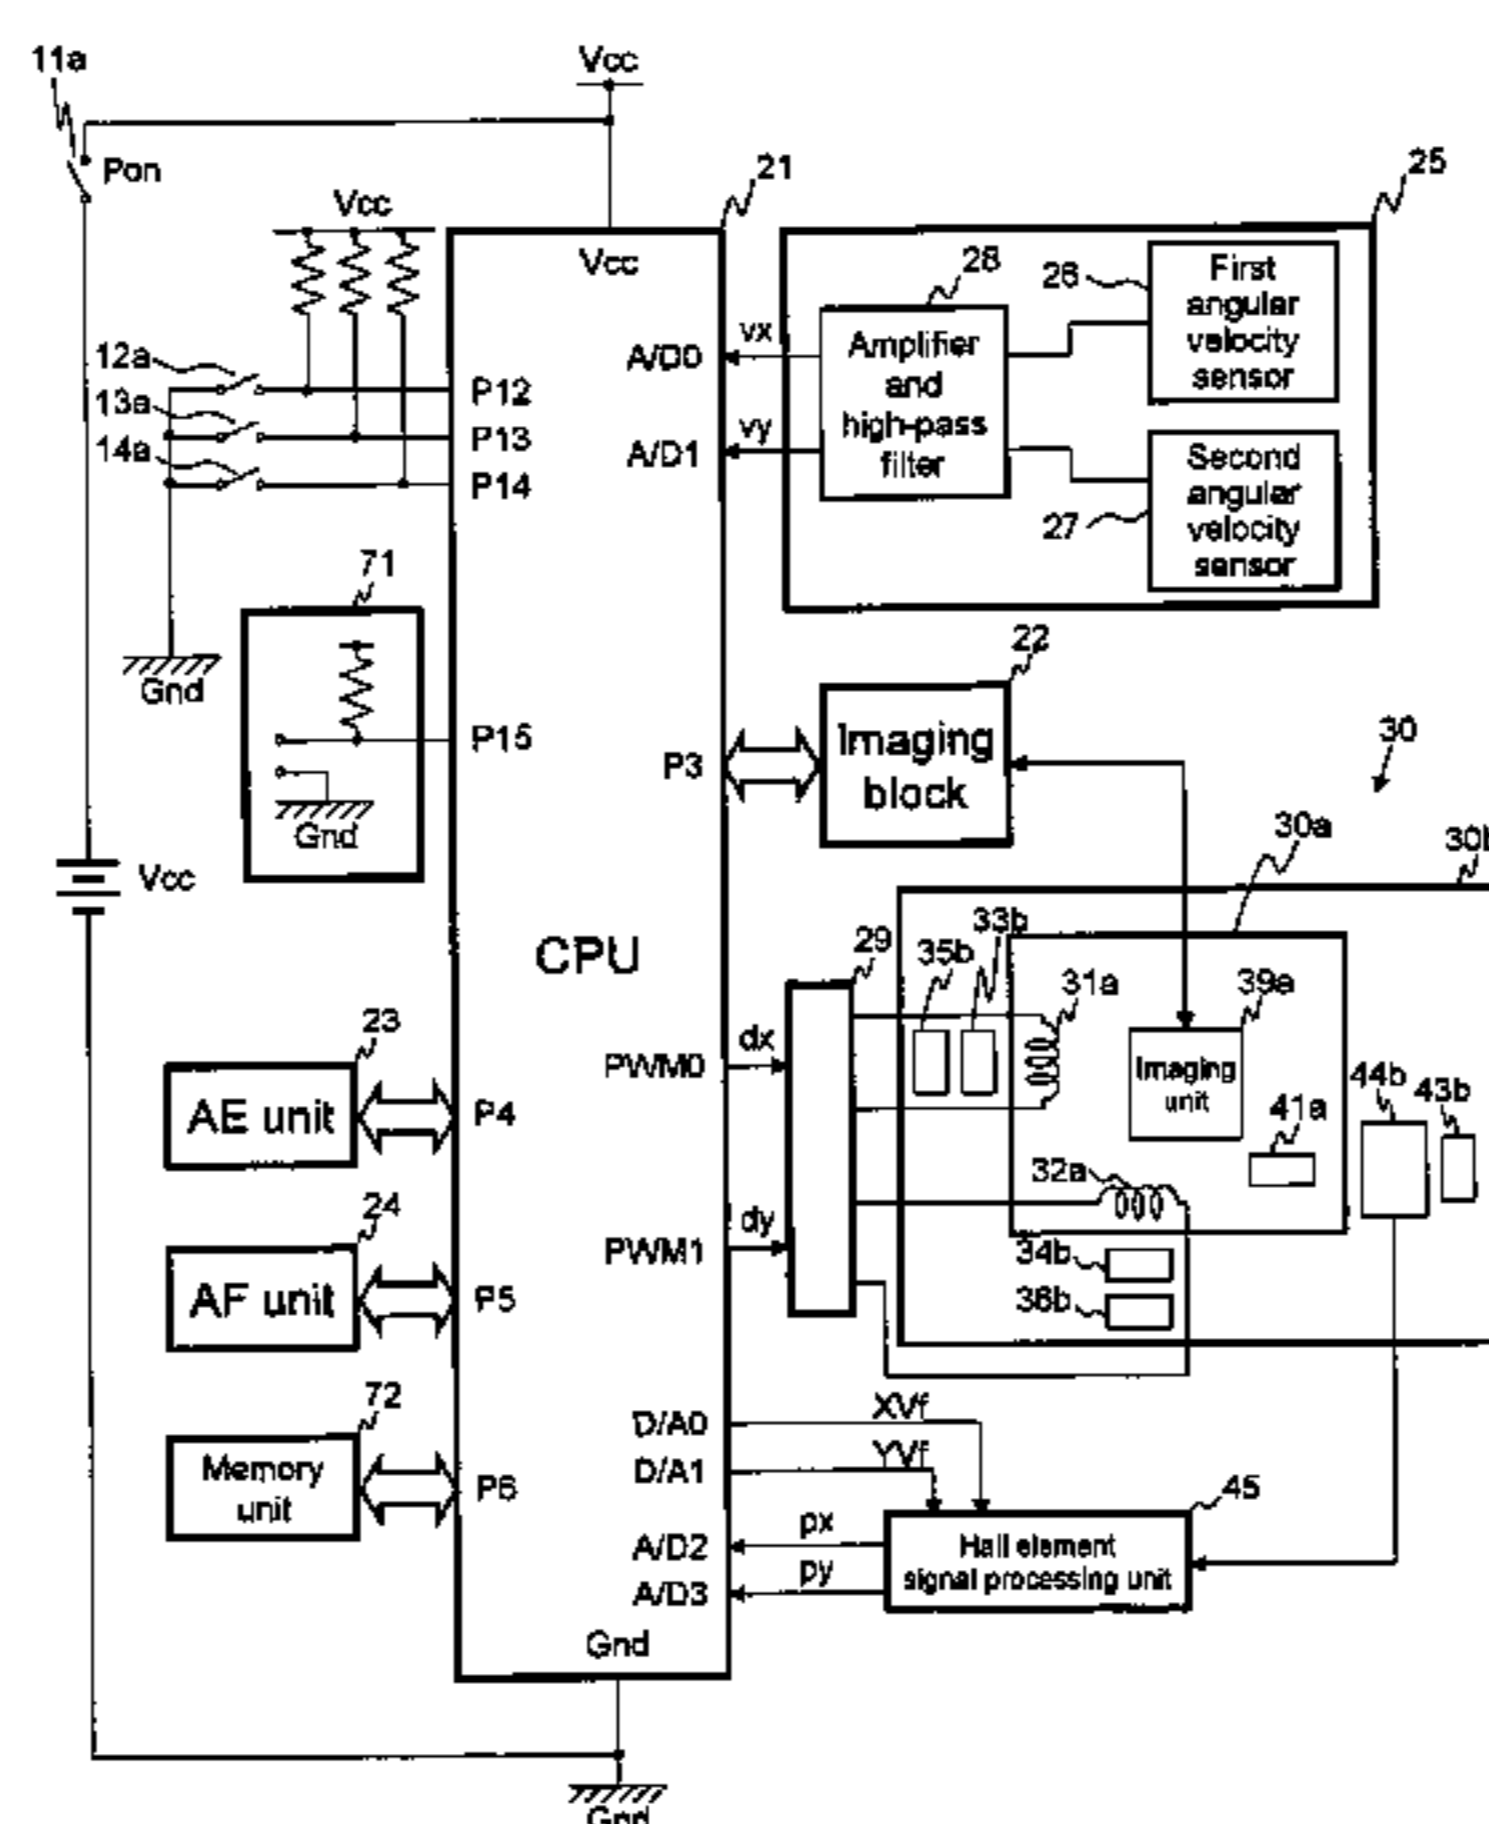 11a
Vcc
Pon
21
25
Vcc
Vcc
28
26
First
angular
velocity
sensor
vx
A/D0
Amplifier
and
high-pass
filter
12a
P12
13a
vy
P13
A/D1
14a
P14
Second
angular
velocity
sensor
27
71
22
Gnd
P15
P3
Imaging
block
30
Gnd
30a
30b
Vcc
CPU
29
35b
33b
31a
39a
23
dx
PWM0
Imaging
unit
44b
43b
41a
AE unit
P4
32a
24
dy
PWM1
34b
AF unit
P5
36b
72
XVf
D/A0
YVf
D/A1
Memory
unit
P6
45
px
A/D2
Hall element
signal processing unit
py
A/D3
Gnd
Gnd